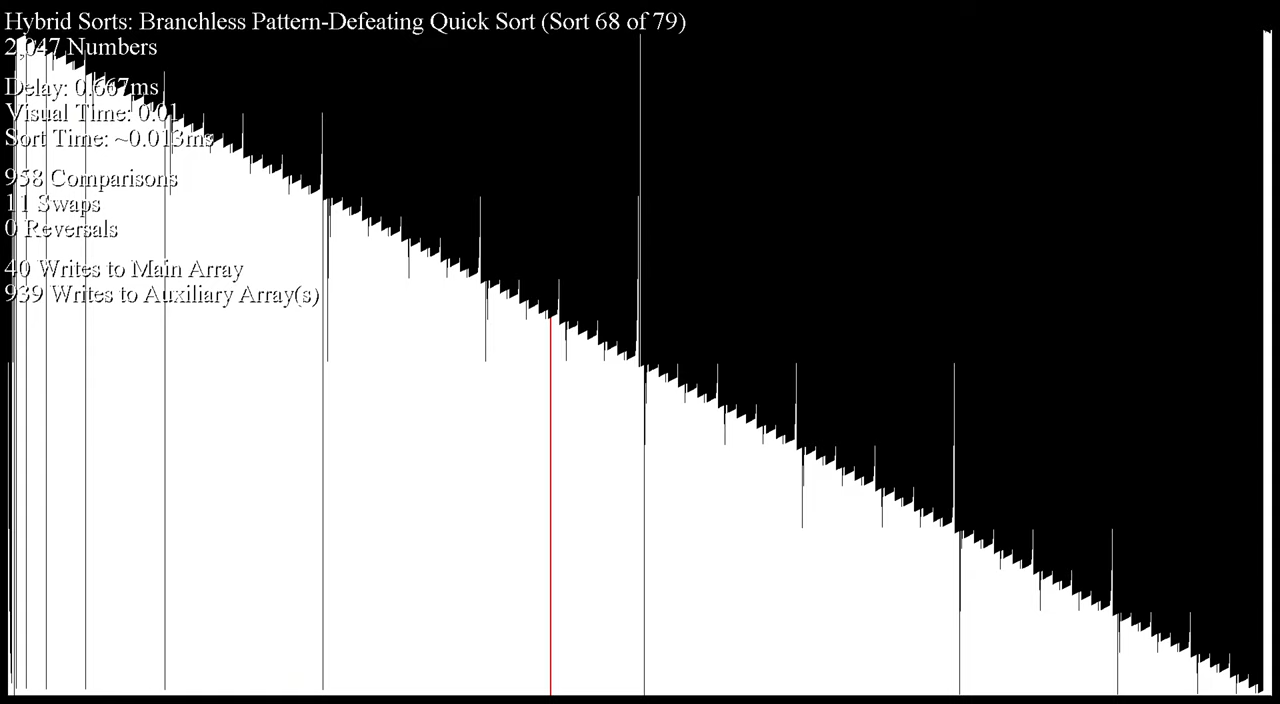 Hybrid Sorts: Branchless Pattern-Defeating Quick Sort (Sort 68 of 79)
2,047 Numbers
Delay: 0.667ms
Visual Time: 0:01
Sort Time: ~0.013ms
958 Comparisons
11 Swaps
0 Reversals
40 Writes to Main Array
939 Writes to Auxiliary Array(s)